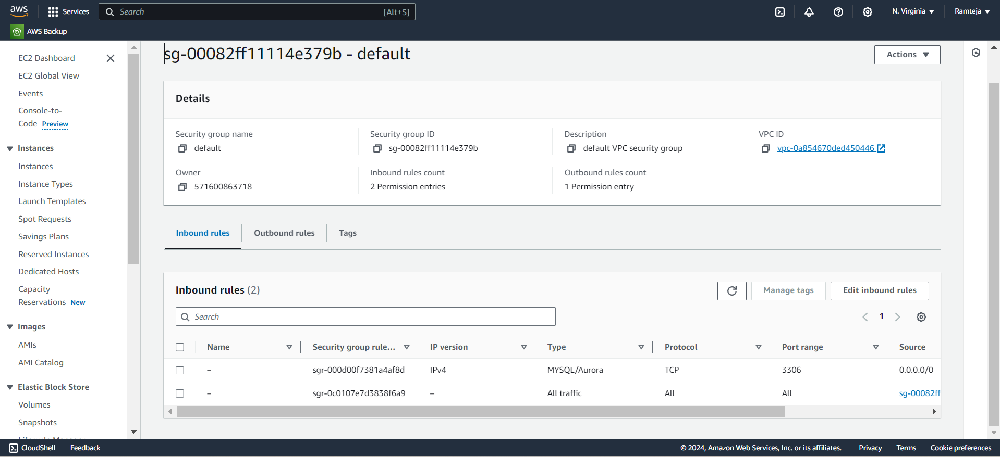 aws
Services
Search
[Alt+S]
N. Virginia
Ramteja
AWS Backup
EC2 Dashboard
EC2 Global View
Events
Console-to-
Code Preview
Instances
Instances
Instance Types
Launch Templates
Spot Requests
Savings Plans
Reserved Instances
Dedicated Hosts
Capacity
Reservations New
Images
AMIs
AMI Catalog
Elastic Block Store
Volumes
Snapshots
sg-00082ff11114e379b - default
Actions
Details
Security group name
default
Security group ID
sg-00082ff11114e379b
Description
default VPC security group
VPC ID
vpc-0a854670ded450446
Owner
571600863718
Inbound rules count
2 Permission entries
Outbound rules count
1 Permission entry
Inbound rules
Outbound rules
Tags
Inbound rules (2)
Manage tags
Edit inbound rules
Search
1
Name Security group rule... IP version Type Protocol Port range Source
– sgr-000d00f7381a4af8d IPv4 MYSQL/Aurora TCP 3306 0.0.0.0/0
– sgr-0c0107e7d3838f6a9 – All traffic All All sg-00082ff
CloudShell
Feedback
© 2024, Amazon Web Services, Inc. or its affiliates.
Privacy
Terms
Cookie preferences